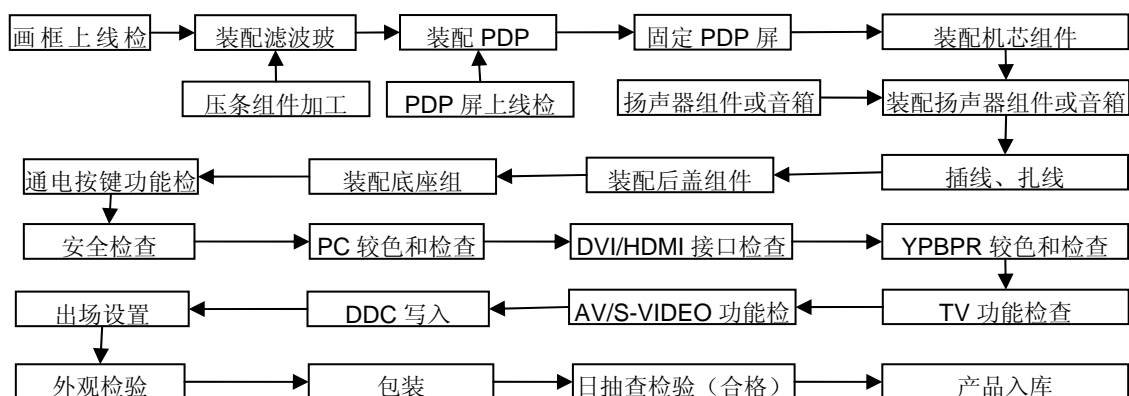 画框上线检
装配滤波玻
装配 PDP
固定 PDP 屏
装配机芯组件
压条组件加工
PDP 屏上线检
扬声器组件或音箱
装配扬声器组件或音箱
通电按键功能检
装配底座组
装配后盖组件
插线、扎线
安全检查
PC 较色和检查
DVI/HDMI 接口检查
YPBPR 较色和检查
出场设置
DDC 写入
AV/S-VIDEO 功能检
TV 功能检查
外观检验
包装
日抽查检验（合格）
产品入库